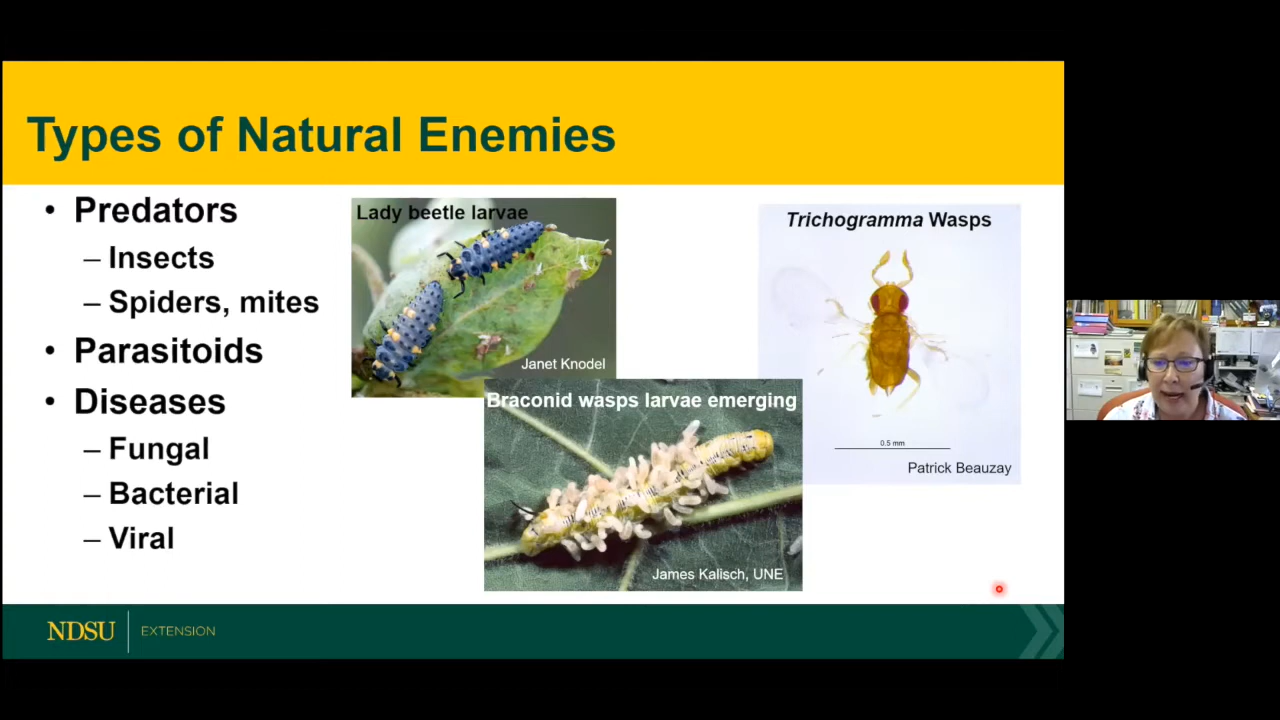 Types of Natural Enemies
• Predators
– Insects
– Spiders, mites
• Parasitoids
• Diseases
– Fungal
– Bacterial
– Viral
Lady beetle larvae
Janet Knodel
Braconid wasps larvae emerging
James Kalisch, UNE
Trichogramma Wasps
0.5 mm
Patrick Beauzay
NDSU
EXTENSION